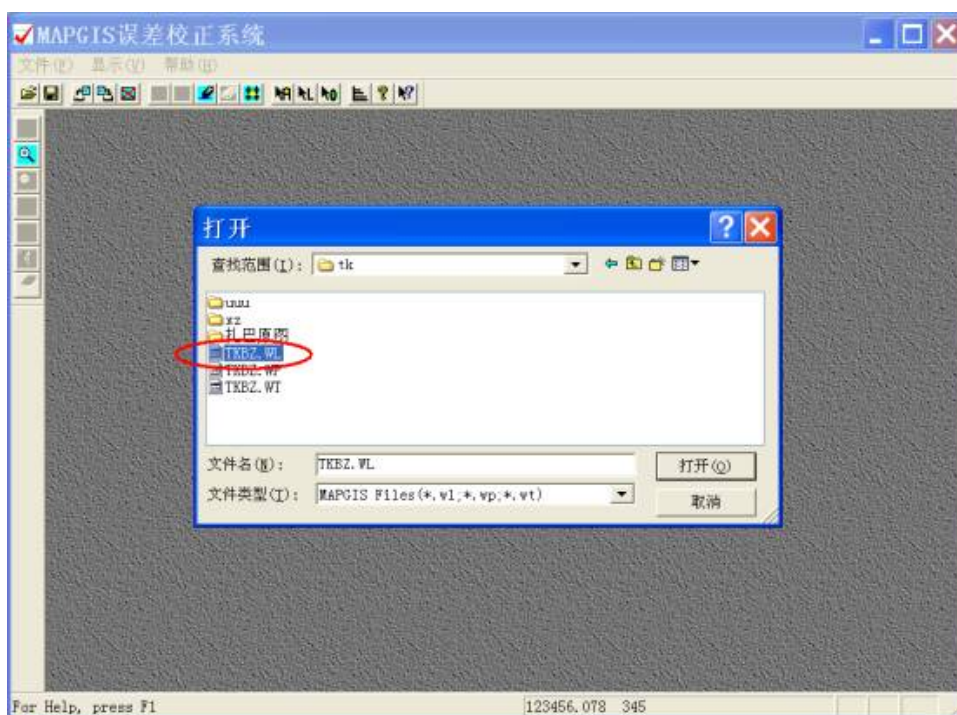 MAPGIS误差校正系统
文件(F) 显示(V) 帮助(H)
打开
查找范围(I): tk
uuu
xz
扎巴原图
TKBZ.WL
TKBZ.WP
TKBZ.WT
文件名(N): TKBZ.WL 打开(O)
文件类型(T): MAPGIS Files(*.wl;*.wp;*.wt) 取消
For Help, press F1 123456.078 345